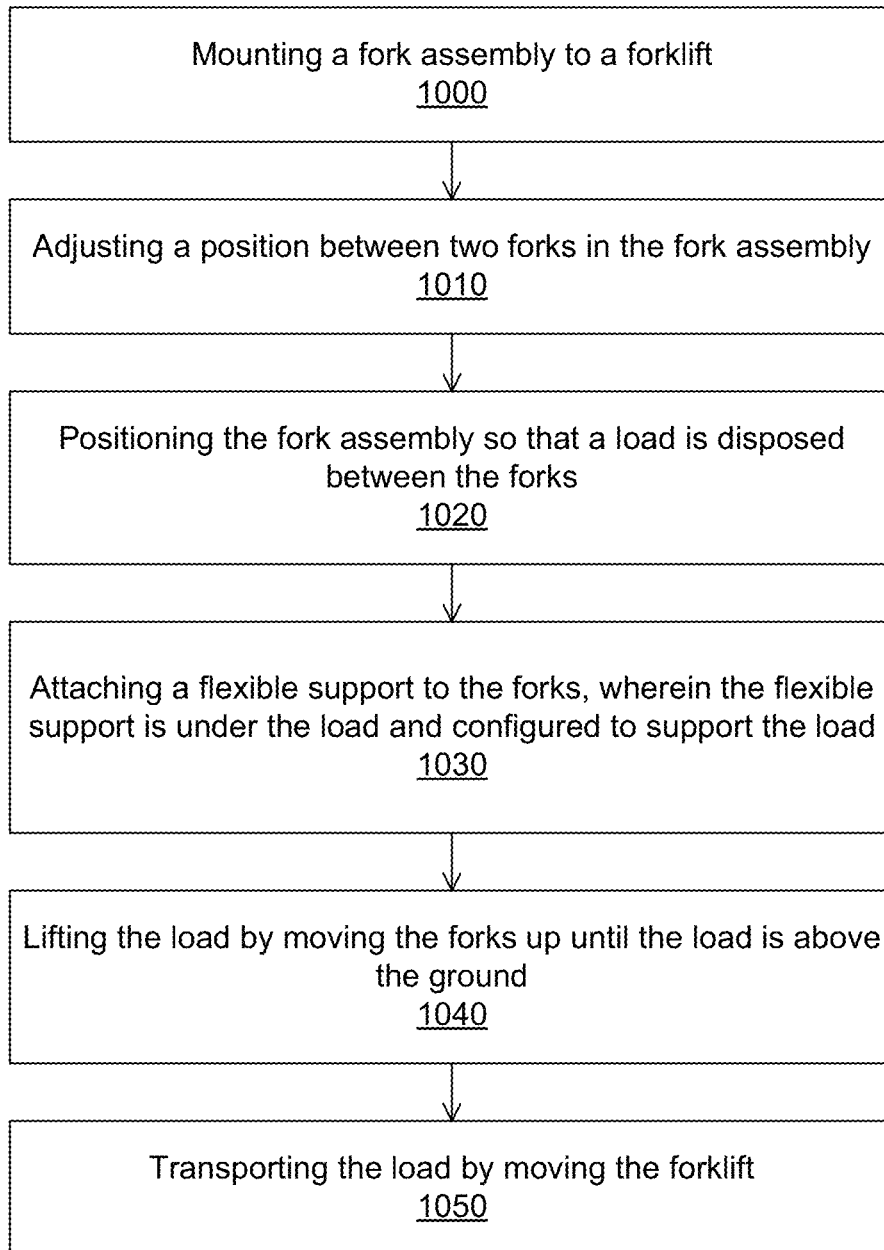 Mounting a fork assembly to a forklift
1000
Adjusting a position between two forks in the fork assembly
1010
Positioning the fork assembly so that a load is disposed
between the forks
1020
Attaching a flexible support to the forks, wherein the flexible
support is under the load and configured to support the load
1030
Lifting the load by moving the forks up until the load is above
the ground
1040
Transporting the load by moving the forklift
1050